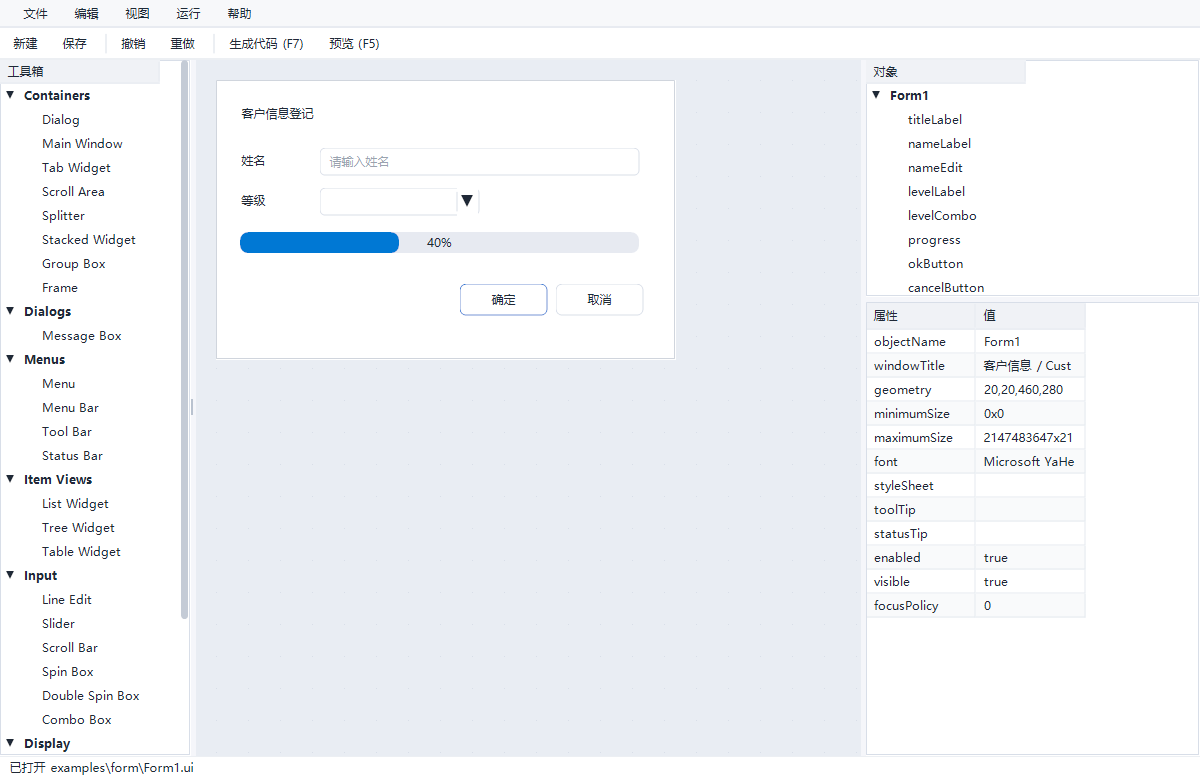 文件 编辑 视图 运行 帮助
新建 保存 撤销 重做 生成代码 (F7) 预览 (F5)
工具箱
Containers
Dialog
Main Window
Tab Widget
Scroll Area
Splitter
Stacked Widget
Group Box
Frame
Dialogs
Message Box
Menus
Menu
Menu Bar
Tool Bar
Status Bar
Item Views
List Widget
Tree Widget
Table Widget
Input
Line Edit
Slider
Scroll Bar
Spin Box
Double Spin Box
Combo Box
Display
客户信息登记
姓名 请输入姓名
等级
40%
确定 取消
对象
Form1
titleLabel
nameLabel
nameEdit
levelLabel
levelCombo
progress
okButton
cancelButton
属性 值
objectName Form1
windowTitle 客户信息 / Cust
geometry 20,20,460,280
minimumSize 0x0
maximumSize 2147483647x21
font Microsoft YaHe
styleSheet
toolTip
statusTip
enabled true
visible true
focusPolicy 0
已打开 examples\form\Form1.ui